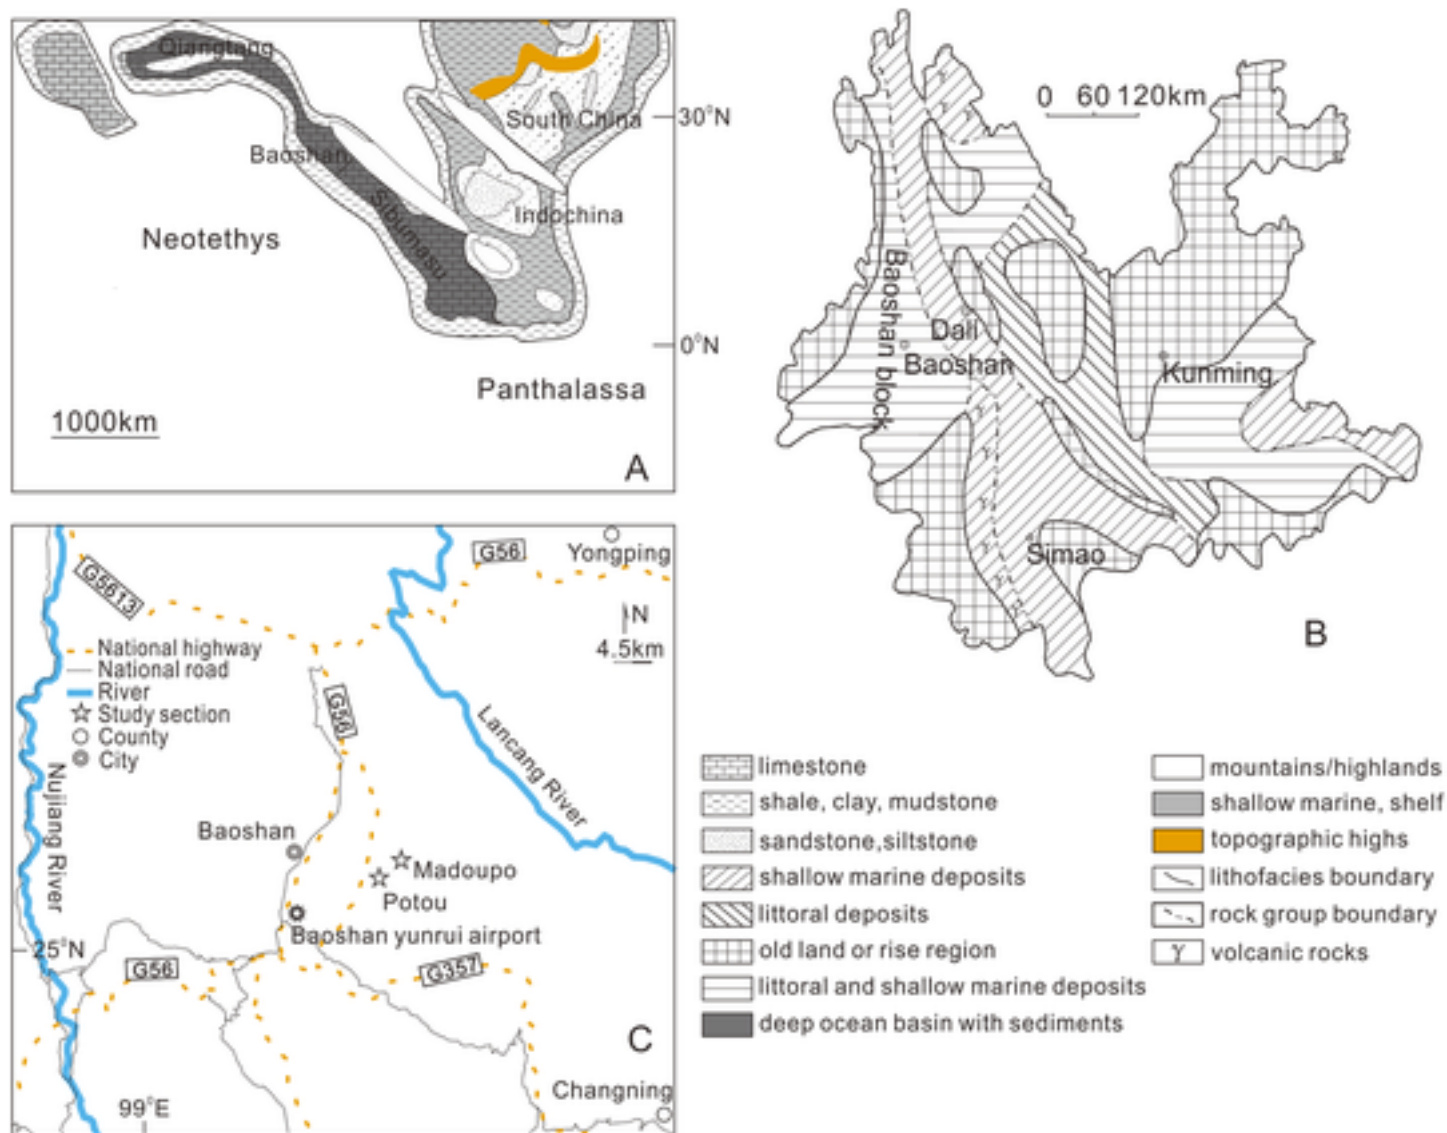 Qiangtang
South China
30°N
Baoshan
Sibumasu
Indochina
Neotethys
0°N
Panthalassa
1000km
A
0 60 120km
Baoshan block
Dali
Baoshan
Kunming
γ
γ
γ
γ
γ
γ
γ
Simao
B
G5613
G56
Yongping
N
4.5km
National highway
National road
River
Study section
County
City
G56
Lancang River
Nujiang River
Baoshan
Madoupo
Potou
Baoshan yunrui airport
25°N
G56
G357
C
Changning
99°E
limestone
shale, clay, mudstone
sandstone,siltstone
shallow marine deposits
littoral deposits
old land or rise region
littoral and shallow marine deposits
deep ocean basin with sediments
mountains/highlands
shallow marine, shelf
topographic highs
lithofacies boundary
rock group boundary
γ volcanic rocks